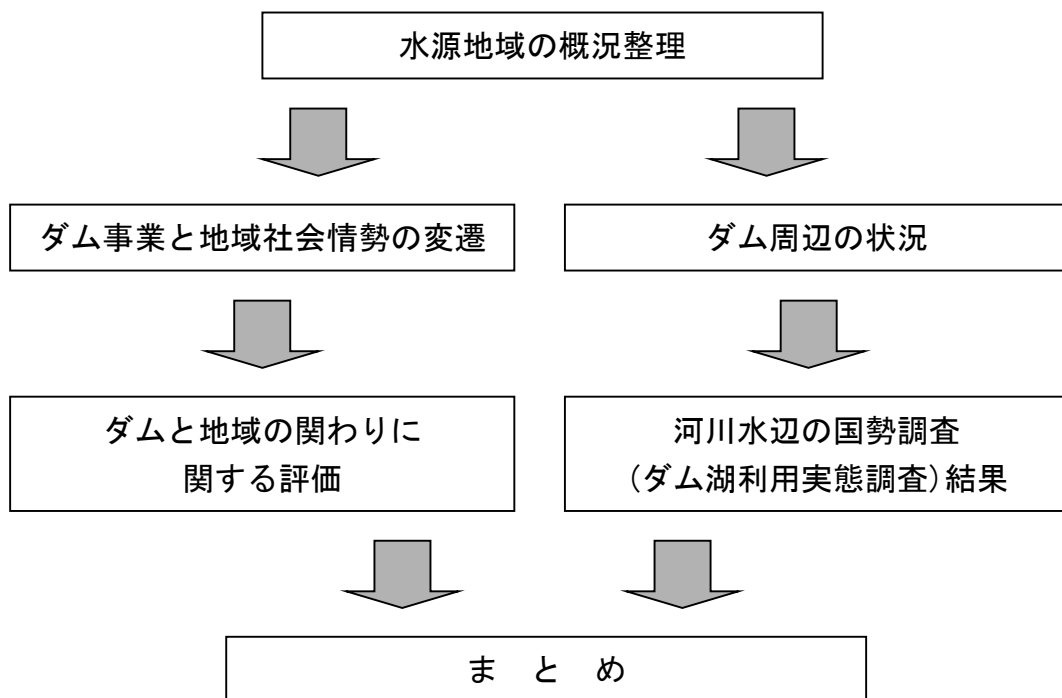 水源地域の概況整理
ダム事業と地域社会情勢の変遷
ダム周辺の状況
ダムと地域の関わりに
関する評価
河川水辺の国勢調査
(ダム湖利用実態調査)結果
ま と め